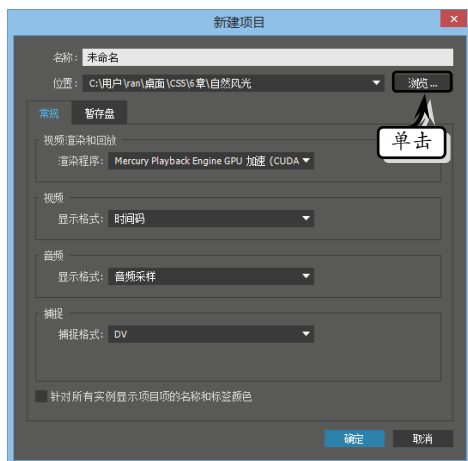 新建项目
名称: 未命名
位置: C:\用户\ran\桌面\CS5\6章\自然风光 浏览...
常规 暂存盘
单击
视频渲染和回放
渲染程序: Mercury Playback Engine GPU 加速 (CUDA
视频
显示格式: 时间码
音频
显示格式: 音频采样
捕捉
捕捉格式: DV
针对所有实例显示项目项的名称和标签颜色
确定 取消